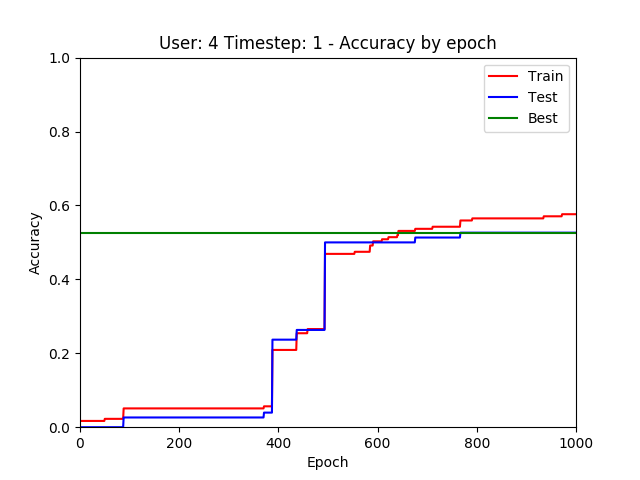 User: 4 Timestep: 1 - Accuracy by epoch
1.0
0.8
0.6
0.4
0.2
0.0
Accuracy
Train
Test
Best
0 200 400 600 800 1000
Epoch